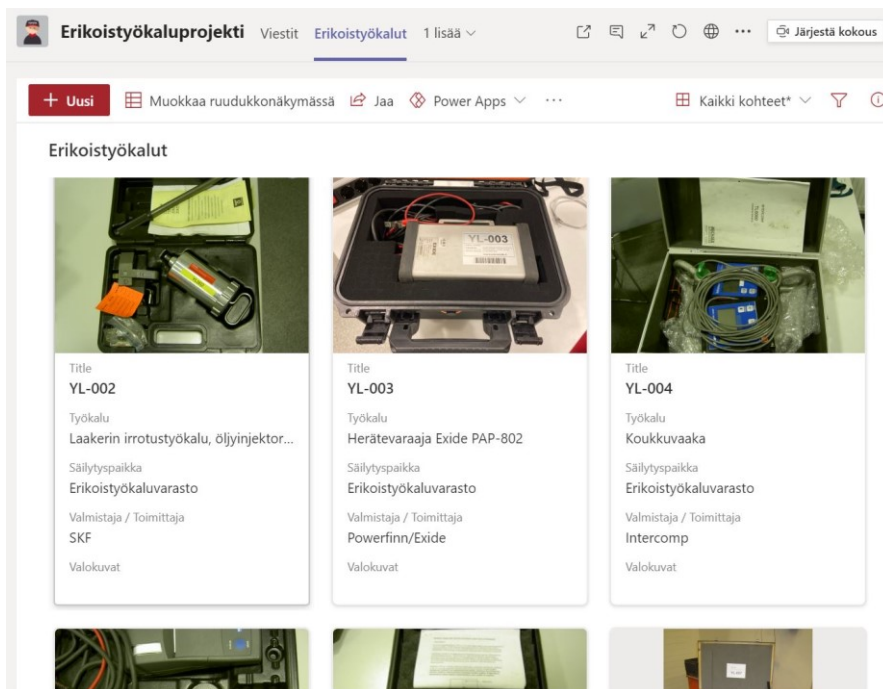 Erikoistyökaluprojekti Viestit Erikoistyökalut 1 lisää Järjestä kokous
+ Uusi Muokkaa ruudukkonäkymässä Jaa Power Apps ... Kaikki kohteet*
Erikoistyökalut
YL-003
Title
YL-002
Työkalu
Laakerin irrotustyökalu, öljyinjektor...
Säilytyspaikka
Erikoistyökaluvarasto
Valmistaja / Toimittaja
SKF
Valokuvat
Title
YL-003
Työkalu
Herätevaraaja Exide PAP-802
Säilytyspaikka
Erikoistyökaluvarasto
Valmistaja / Toimittaja
Powerfinn/Exide
Valokuvat
Title
YL-004
Työkalu
Koukkuvaaka
Säilytyspaikka
Erikoistyökaluvarasto
Valmistaja / Toimittaja
Intercomp
Valokuvat